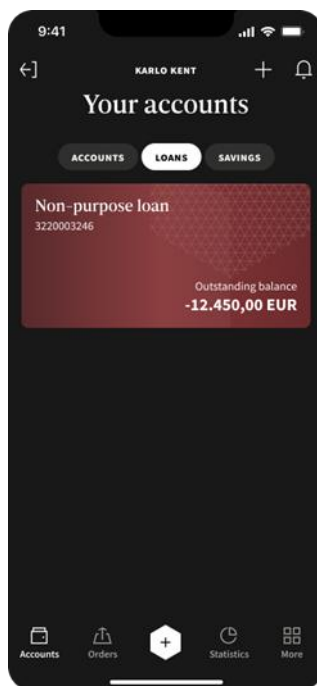 9:41
KARLO KENT
Your accounts
ACCOUNTS LOANS SAVINGS
Non-purpose loan
3220003246
Outstanding balance
-12.450,00 EUR
Accounts Orders Statistics More